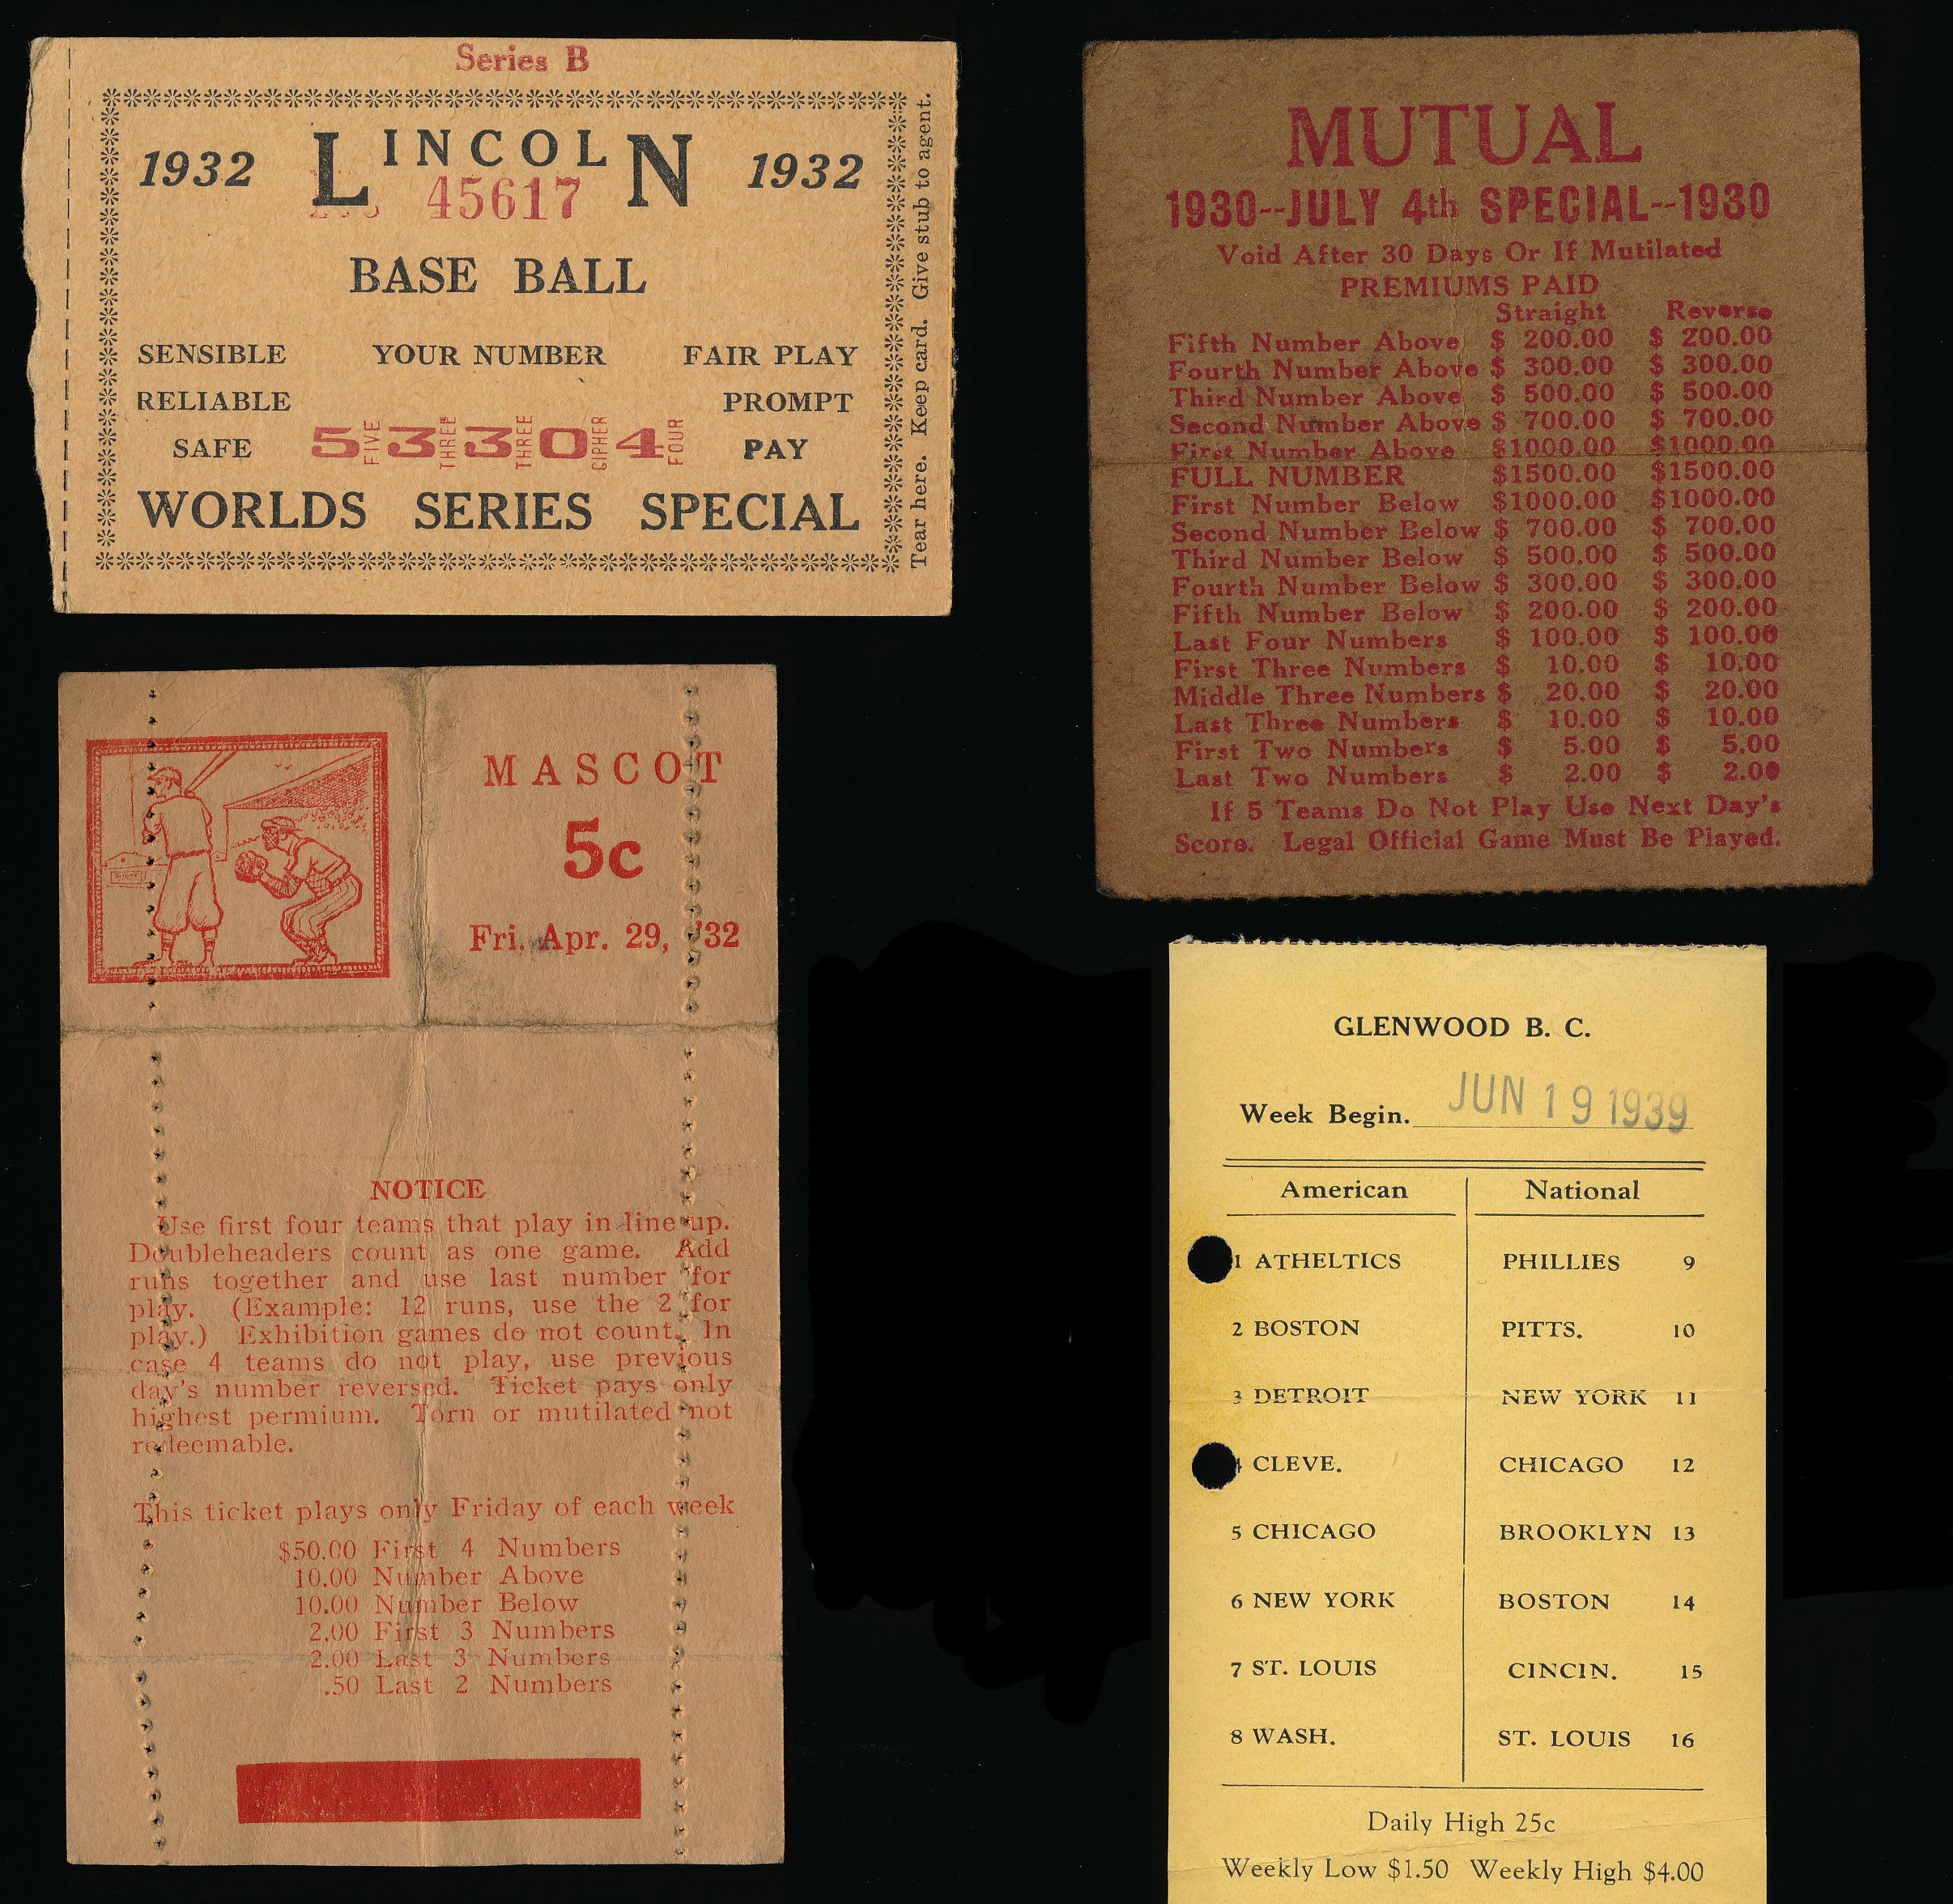 Series B
1932 LINCOLN 1932
45617
BASE BALL
SENSIBLE YOUR NUMBER FAIR PLAY
RELIABLE PROMPT
SAFE 5 FIVE 3 THREE 3 THREE 0 CIPHER 4 FOUR PAY
WORLDS SERIES SPECIAL
Tear here. Keep card. Give stub to agent.
MUTUAL
1930--JULY 4th SPECIAL--1930
Void After 30 Days Or If Mutilated
PREMIUMS PAID
Straight Reverse
Fifth Number Above $ 200.00 $ 200.00
Fourth Number Above $ 300.00 $ 300.00
Third Number Above $ 500.00 $ 500.00
Second Number Above $ 700.00 $ 700.00
First Number Above $1000.00 $1000.00
FULL NUMBER $1500.00 $1500.00
First Number Below $1000.00 $1000.00
Second Number Below $ 700.00 $ 700.00
Third Number Below $ 500.00 $ 500.00
Fourth Number Below $ 300.00 $ 300.00
Fifth Number Below $ 200.00 $ 200.00
Last Four Numbers $ 100.00 $ 100.00
First Three Numbers $ 10.00 $ 10.00
Middle Three Numbers $ 20.00 $ 20.00
Last Three Numbers $ 10.00 $ 10.00
First Two Numbers $ 5.00 $ 5.00
Last Two Numbers $ 2.00 $ 2.00
If 5 Teams Do Not Play Use Next Day's
Score. Legal Official Game Must Be Played.
MASCOT
5c
Fri. Apr. 29, '32
NOTICE
Use first four teams that play in line up.
Doubleheaders count as one game. Add
runs together and use last number for
play. (Example: 12 runs, use the 2 for
play.) Exhibition games do not count. In
case 4 teams do not play, use previous
day's number reversed. Ticket pays only
highest permium. Torn or mutilated not
redeemable.
This ticket plays only Friday of each week
$50.00 First 4 Numbers
10.00 Number Above
10.00 Number Below
2.00 First 3 Numbers
2.00 Last 3 Numbers
.50 Last 2 Numbers
GLENWOOD B. C.
Week Begin. JUN 19 1939
American National
1 ATHELTICS PHILLIES 9
2 BOSTON PITTS. 10
3 DETROIT NEW YORK 11
4 CLEVE. CHICAGO 12
5 CHICAGO BROOKLYN 13
6 NEW YORK BOSTON 14
7 ST. LOUIS CINCIN. 15
8 WASH. ST. LOUIS 16
Daily High 25c
Weekly Low $1.50 Weekly High $4.00